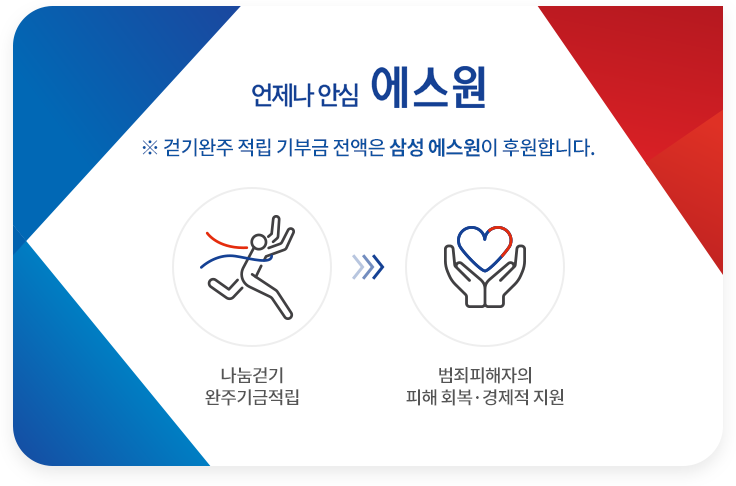 언제나 안심 에스원
※ 걷기완주 적립 기부금 전액은 삼성 에스원이 후원합니다.
나눔걷기
완주기금적립
범죄피해자의
피해 회복·경제적 지원